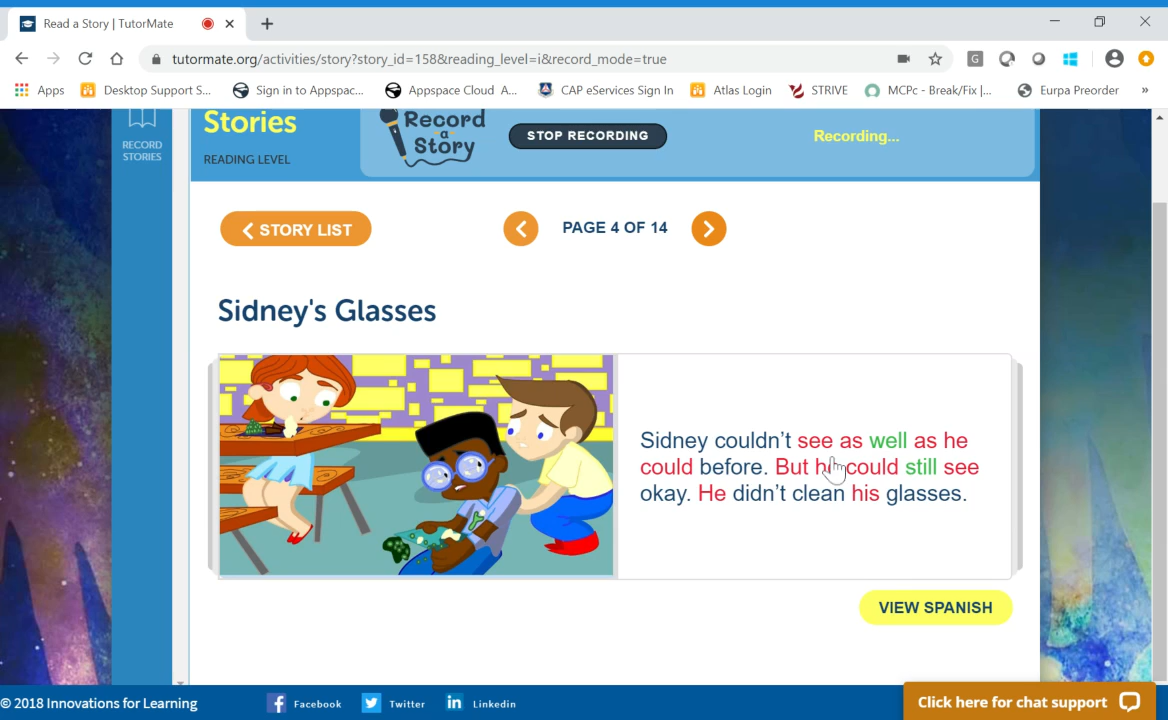 Read a Story | TutorMate
tutormate.org/activities/story?story_id=158&reading_level=i&record_mode=true
Apps Desktop Support S... Sign in to Appspac... Appspace Cloud A... CAP eServices Sign In Atlas Login STRIVE MCPc - Break/Fix |... Eurpa Preorder »
RECORD
STORIES
Stories
READING LEVEL
Record
a
Story
STOP RECORDING
Recording...
STORY LIST
PAGE 4 OF 14
Sidney's Glasses
Sidney couldn't see as well as he
could before. But he could still see
okay. He didn't clean his glasses.
VIEW SPANISH
© 2018 Innovations for Learning
Facebook
Twitter
in Linkedin
Click here for chat support